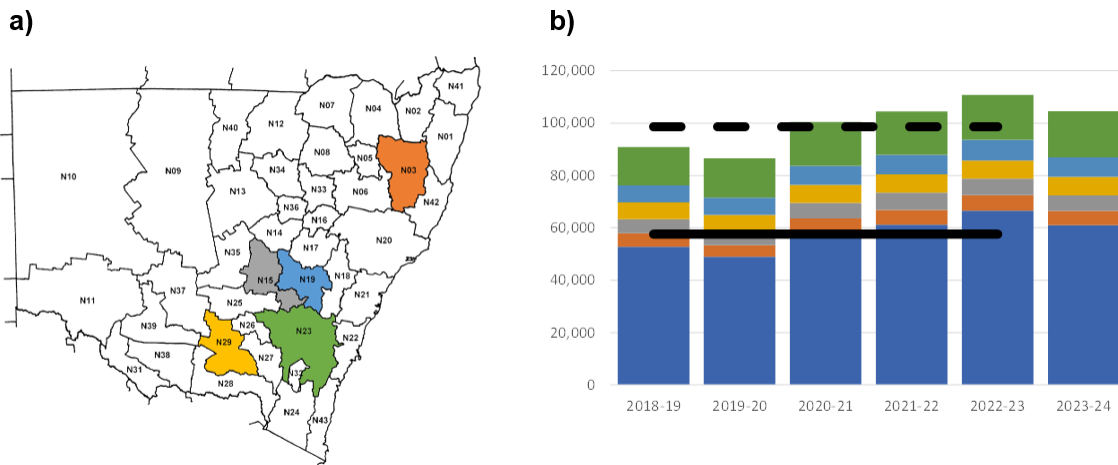 a)
b)
N41
N07
N04
N02
N40
N12
N01
N08
N05
N10
N09
N34
N03
N13
N33
N06
N42
N36
N16
N14
N20
N17
N35
N15
N19
N18
N37
N21
N11
N25
N39
N26
N23
N22
N29
N38
N27
N31
N32
N28
N24
N43
120,000
100,000
80,000
60,000
40,000
20,000
0
2018-19 2019-20 2020-21 2021-22 2022-23 2023-24